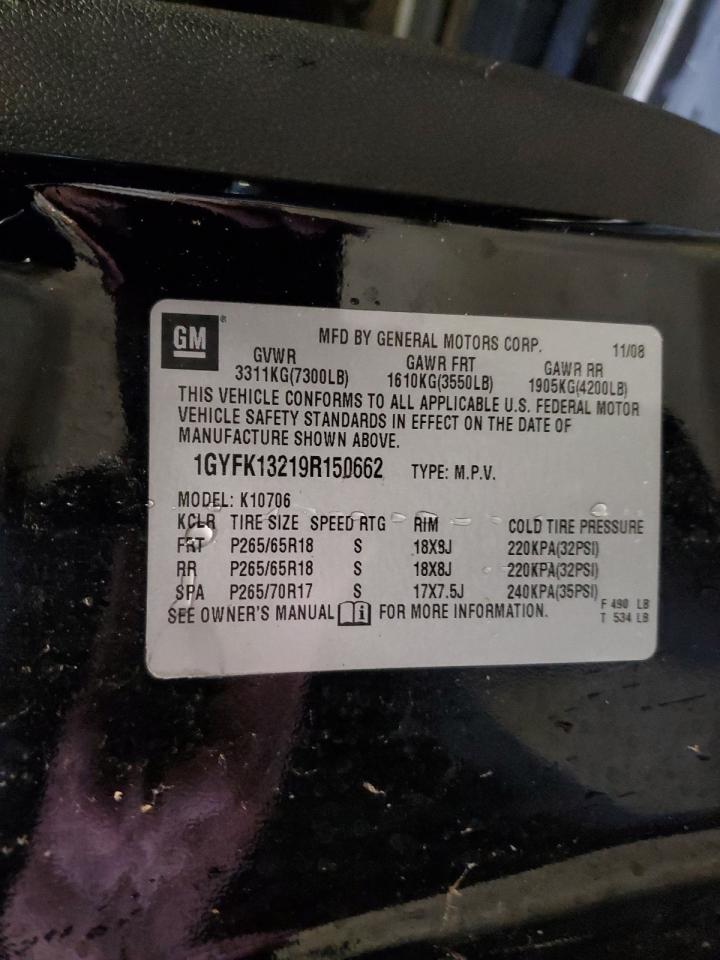 GM
MFD BY GENERAL MOTORS CORP. 11/08
GVWR GAWR FRT GAWR RR
3311KG(7300LB) 1610KG(3550LB) 1905KG(4200LB)
THIS VEHICLE CONFORMS TO ALL APPLICABLE U.S. FEDERAL MOTOR
VEHICLE SAFETY STANDARDS IN EFFECT ON THE DATE OF
MANUFACTURE SHOWN ABOVE.
1GYFK13219R150662 TYPE: M.P.V.
MODEL: K10706
KCLR TIRE SIZE SPEED RTG RIM COLD TIRE PRESSURE
FRT P265/65R18 S 18X8J 220KPA(32PSI)
RR P265/65R18 S 18X8J 220KPA(32PSI)
SPA P265/70R17 S 17X7.5J 240KPA(35PSI)
SEE OWNER'S MANUAL i FOR MORE INFORMATION. F 490 LB
T 534 LB